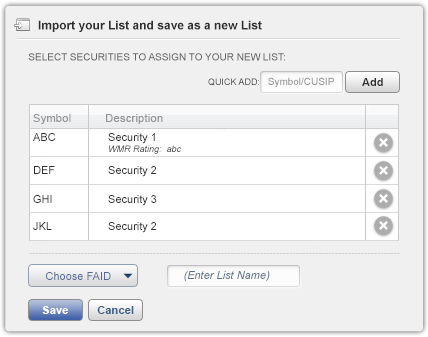 Import your List and save as a new List
SELECT SECURITIES TO ASSIGN TO YOUR NEW LIST:
QUICK ADD: Symbol/CUSIP Add
Symbol Description
ABC Security 1
WMR Rating: abc
DEF Security 2
GHI Security 3
JKL Security 2
Choose FAID (Enter List Name)
Save Cancel